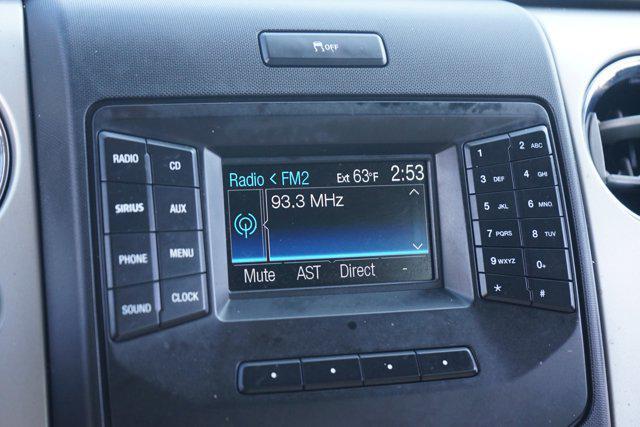 OFF
RADIO CD
SIRIUS AUX
PHONE MENU
SOUND CLOCK
Radio < FM2 Ext 63°F 2:53
93.3 MHz
Mute AST Direct -
1 2 ABC
3 DEF 4 GHI
5 JKL 6 MNO
7 PQRS 8 TUV
9 WXYZ 0+
* #